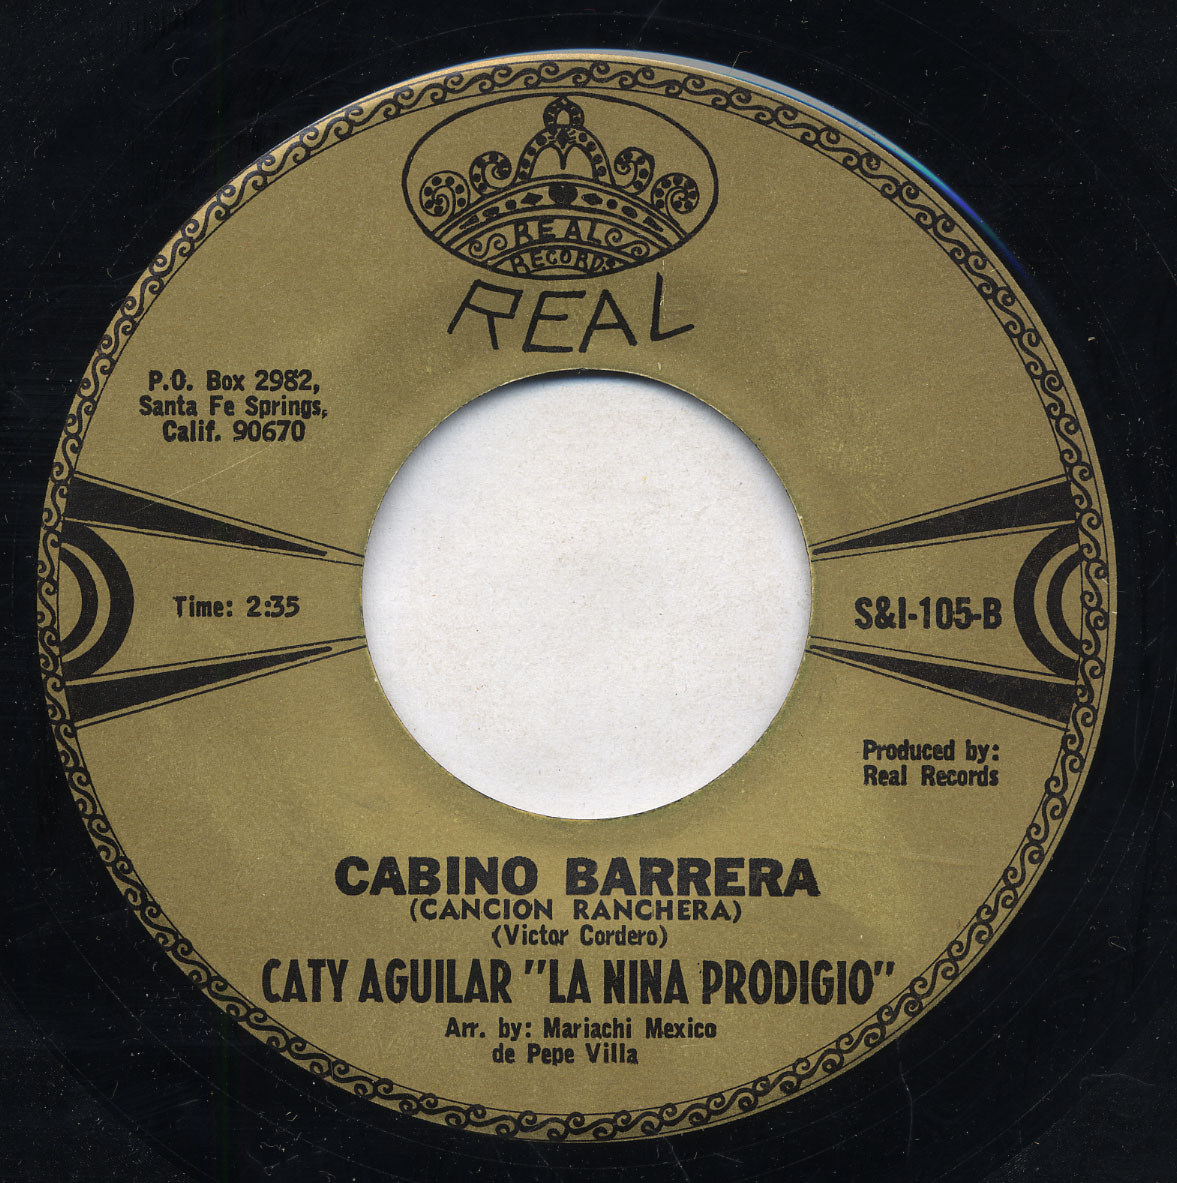 REAL
RECORDS
REAL
P.O. Box 2982,
Santa Fe Springs,
Calif. 90670
Time: 2:35
S&I-105-B
Produced by:
Real Records
CABINO BARRERA
(CANCION RANCHERA)
(Victor Cordero)
CATY AGUILAR "LA NINA PRODIGIO"
Arr. by: Mariachi Mexico
de Pepe Villa